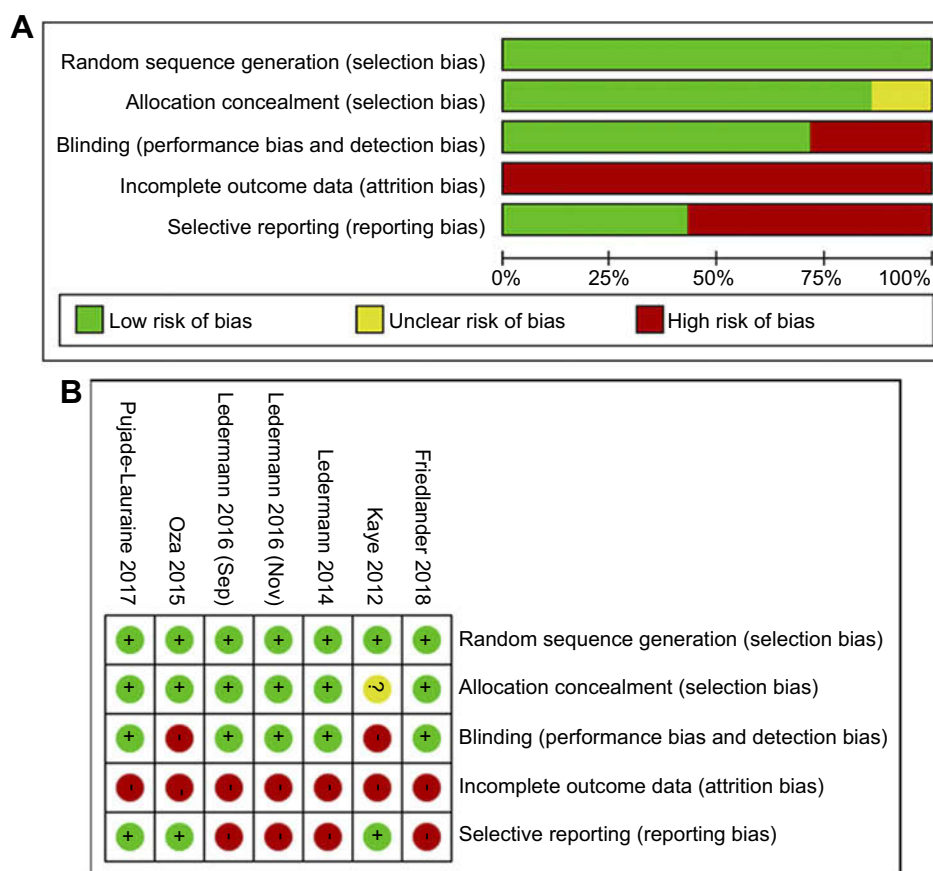 A
Random sequence generation (selection bias)
Allocation concealment (selection bias)
Blinding (performance bias and detection bias)
Incomplete outcome data (attrition bias)
Selective reporting (reporting bias)
0% 25% 50% 75% 100%
Low risk of bias Unclear risk of bias High risk of bias
B
Pujade-Lauraine 2017
Oza 2015
Ledermann 2016 (Sep)
Ledermann 2016 (Nov)
Ledermann 2014
Kaye 2012
Friedlander 2018
+ + + + + + + Random sequence generation (selection bias)
+ + + + + ? + Allocation concealment (selection bias)
+ - + + + - + Blinding (performance bias and detection bias)
- - - - - - - Incomplete outcome data (attrition bias)
+ + - - - + - Selective reporting (reporting bias)